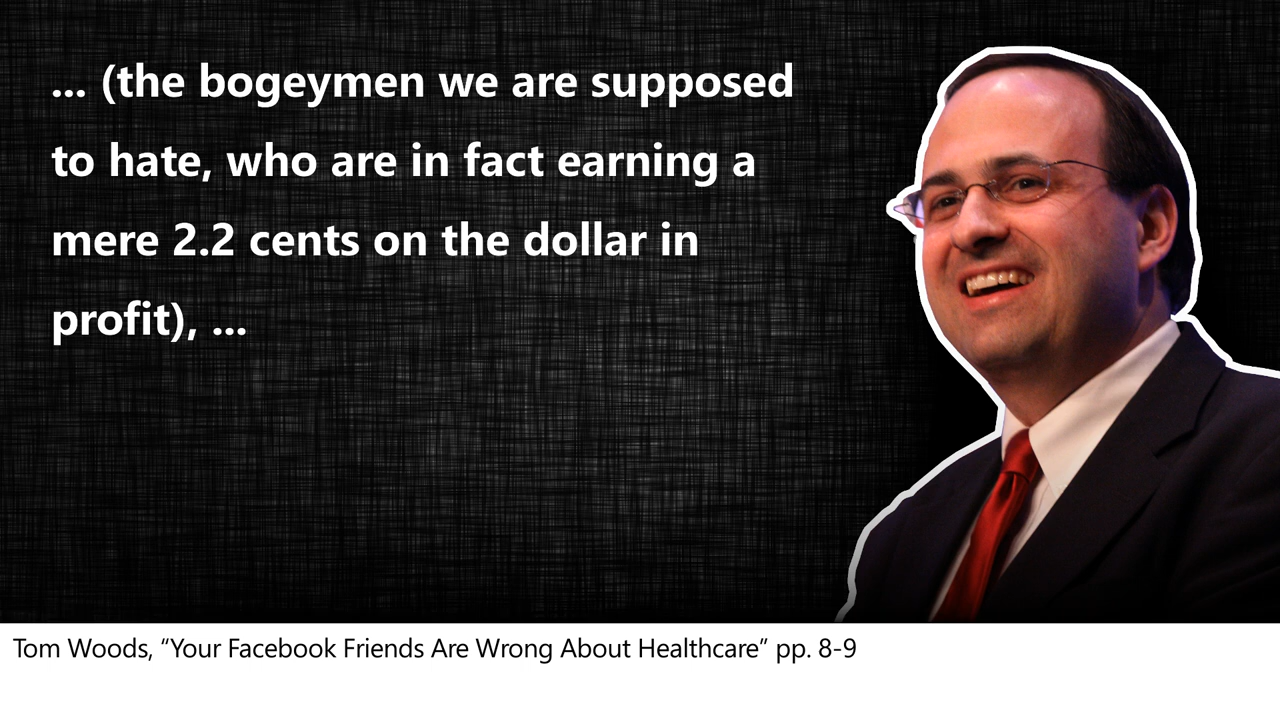 ... (the bogeymen we are supposed
to hate, who are in fact earning a
mere 2.2 cents on the dollar in
profit), ...
Tom Woods, “Your Facebook Friends Are Wrong About Healthcare” pp. 8-9